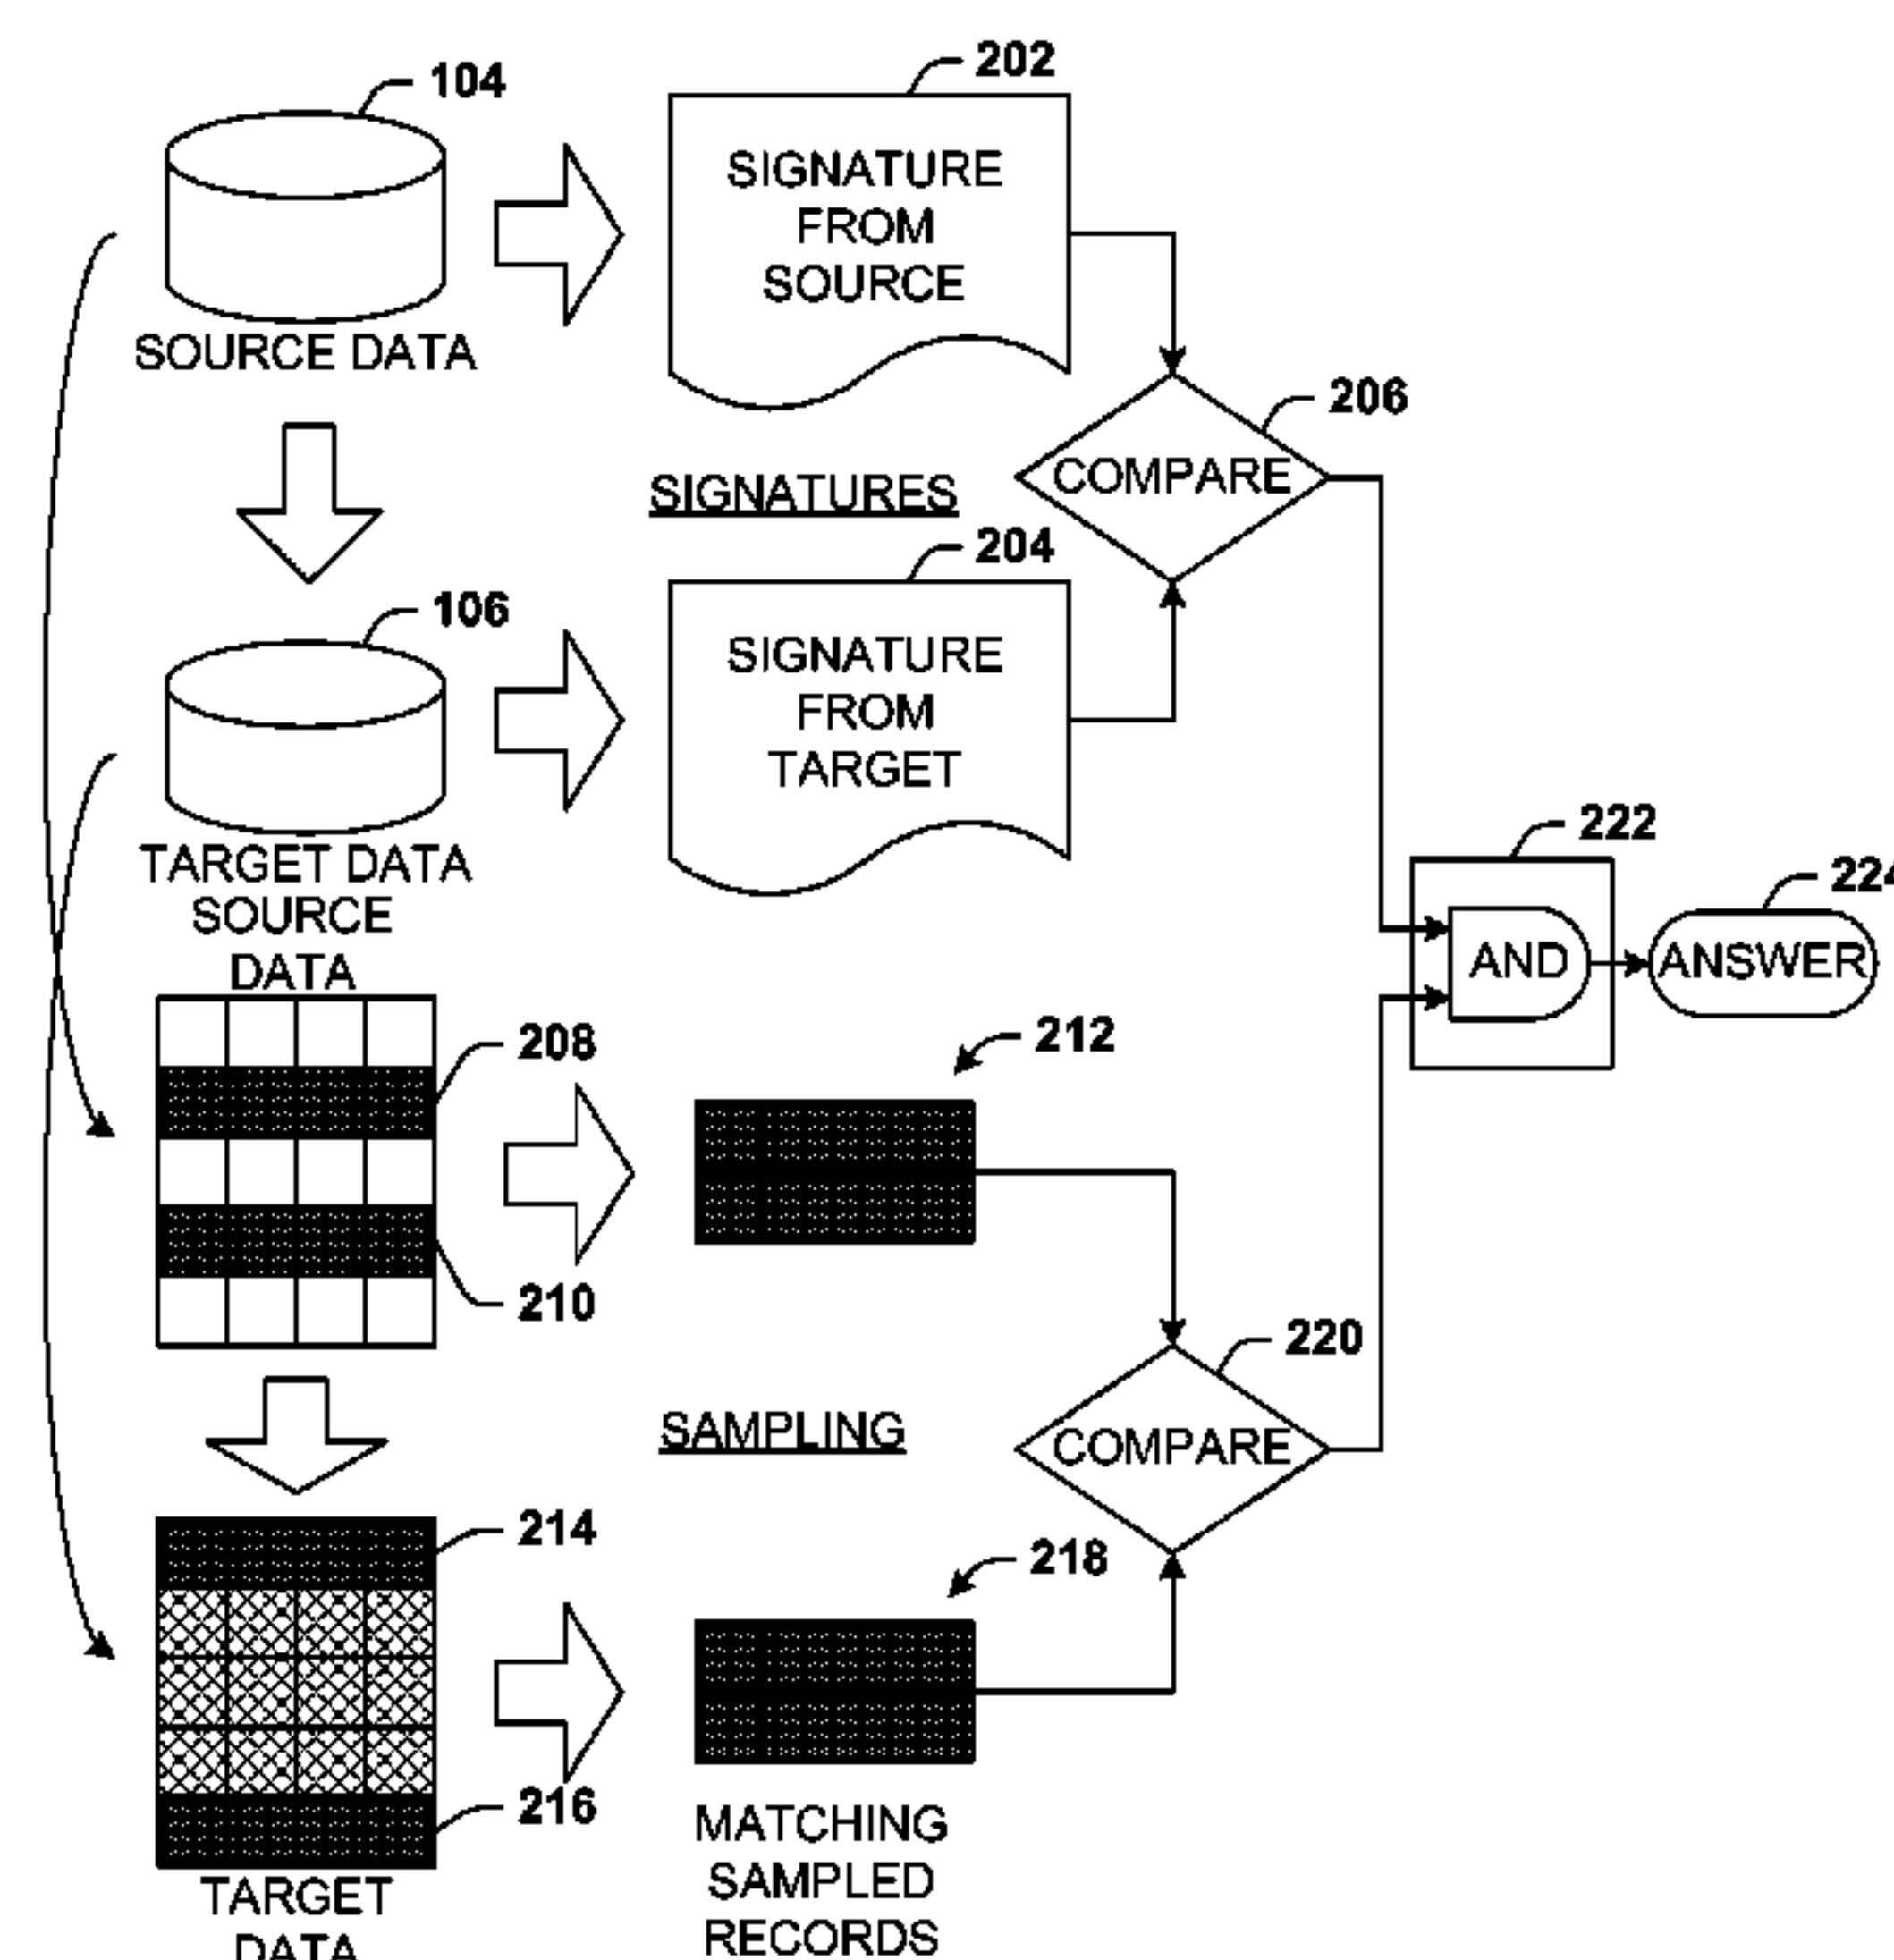 104
202
SIGNATURE
FROM
SOURCE
SOURCE DATA
206
COMPARE
SIGNATURES
204
106
SIGNATURE
FROM
TARGET
TARGET DATA
222
224
AND
ANSWER
SOURCE
DATA
208
212
210
220
COMPARE
SAMPLING
214
218
216
MATCHING
SAMPLED
RECORDS
TARGET
DATA